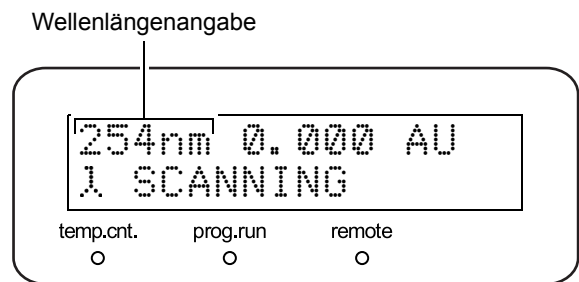 Wellenlängenangabe
254nm 0.000 AU
λ SCANNING
temp.cnt. prog.run remote